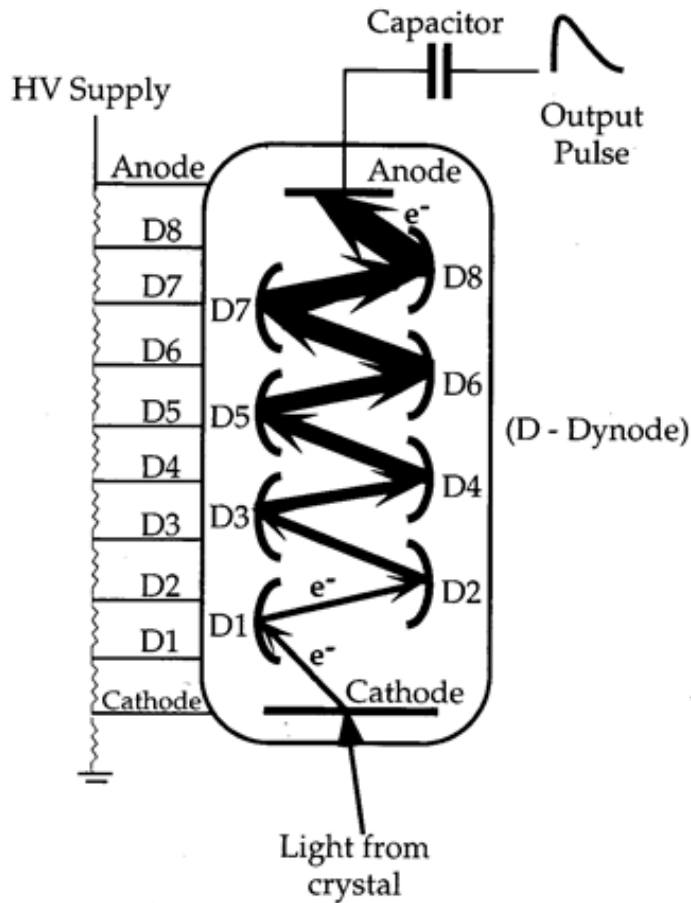 Capacitor
HV Supply
Output
Pulse
Anode
Anode
e-
D8
D8
D7
D7
D6
D6
D5
D5
(D - Dynode)
D4
D4
D3
D3
e-
D2
D2
D1
D1
e-
Cathode
Cathode
Light from
crystal